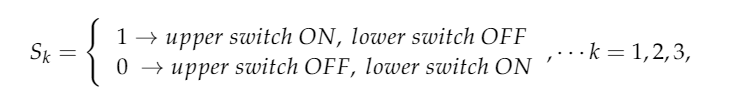 S_k = { 1 → upper switch ON, lower switch OFF
0 → upper switch OFF, lower switch ON , ··· k = 1, 2, 3,